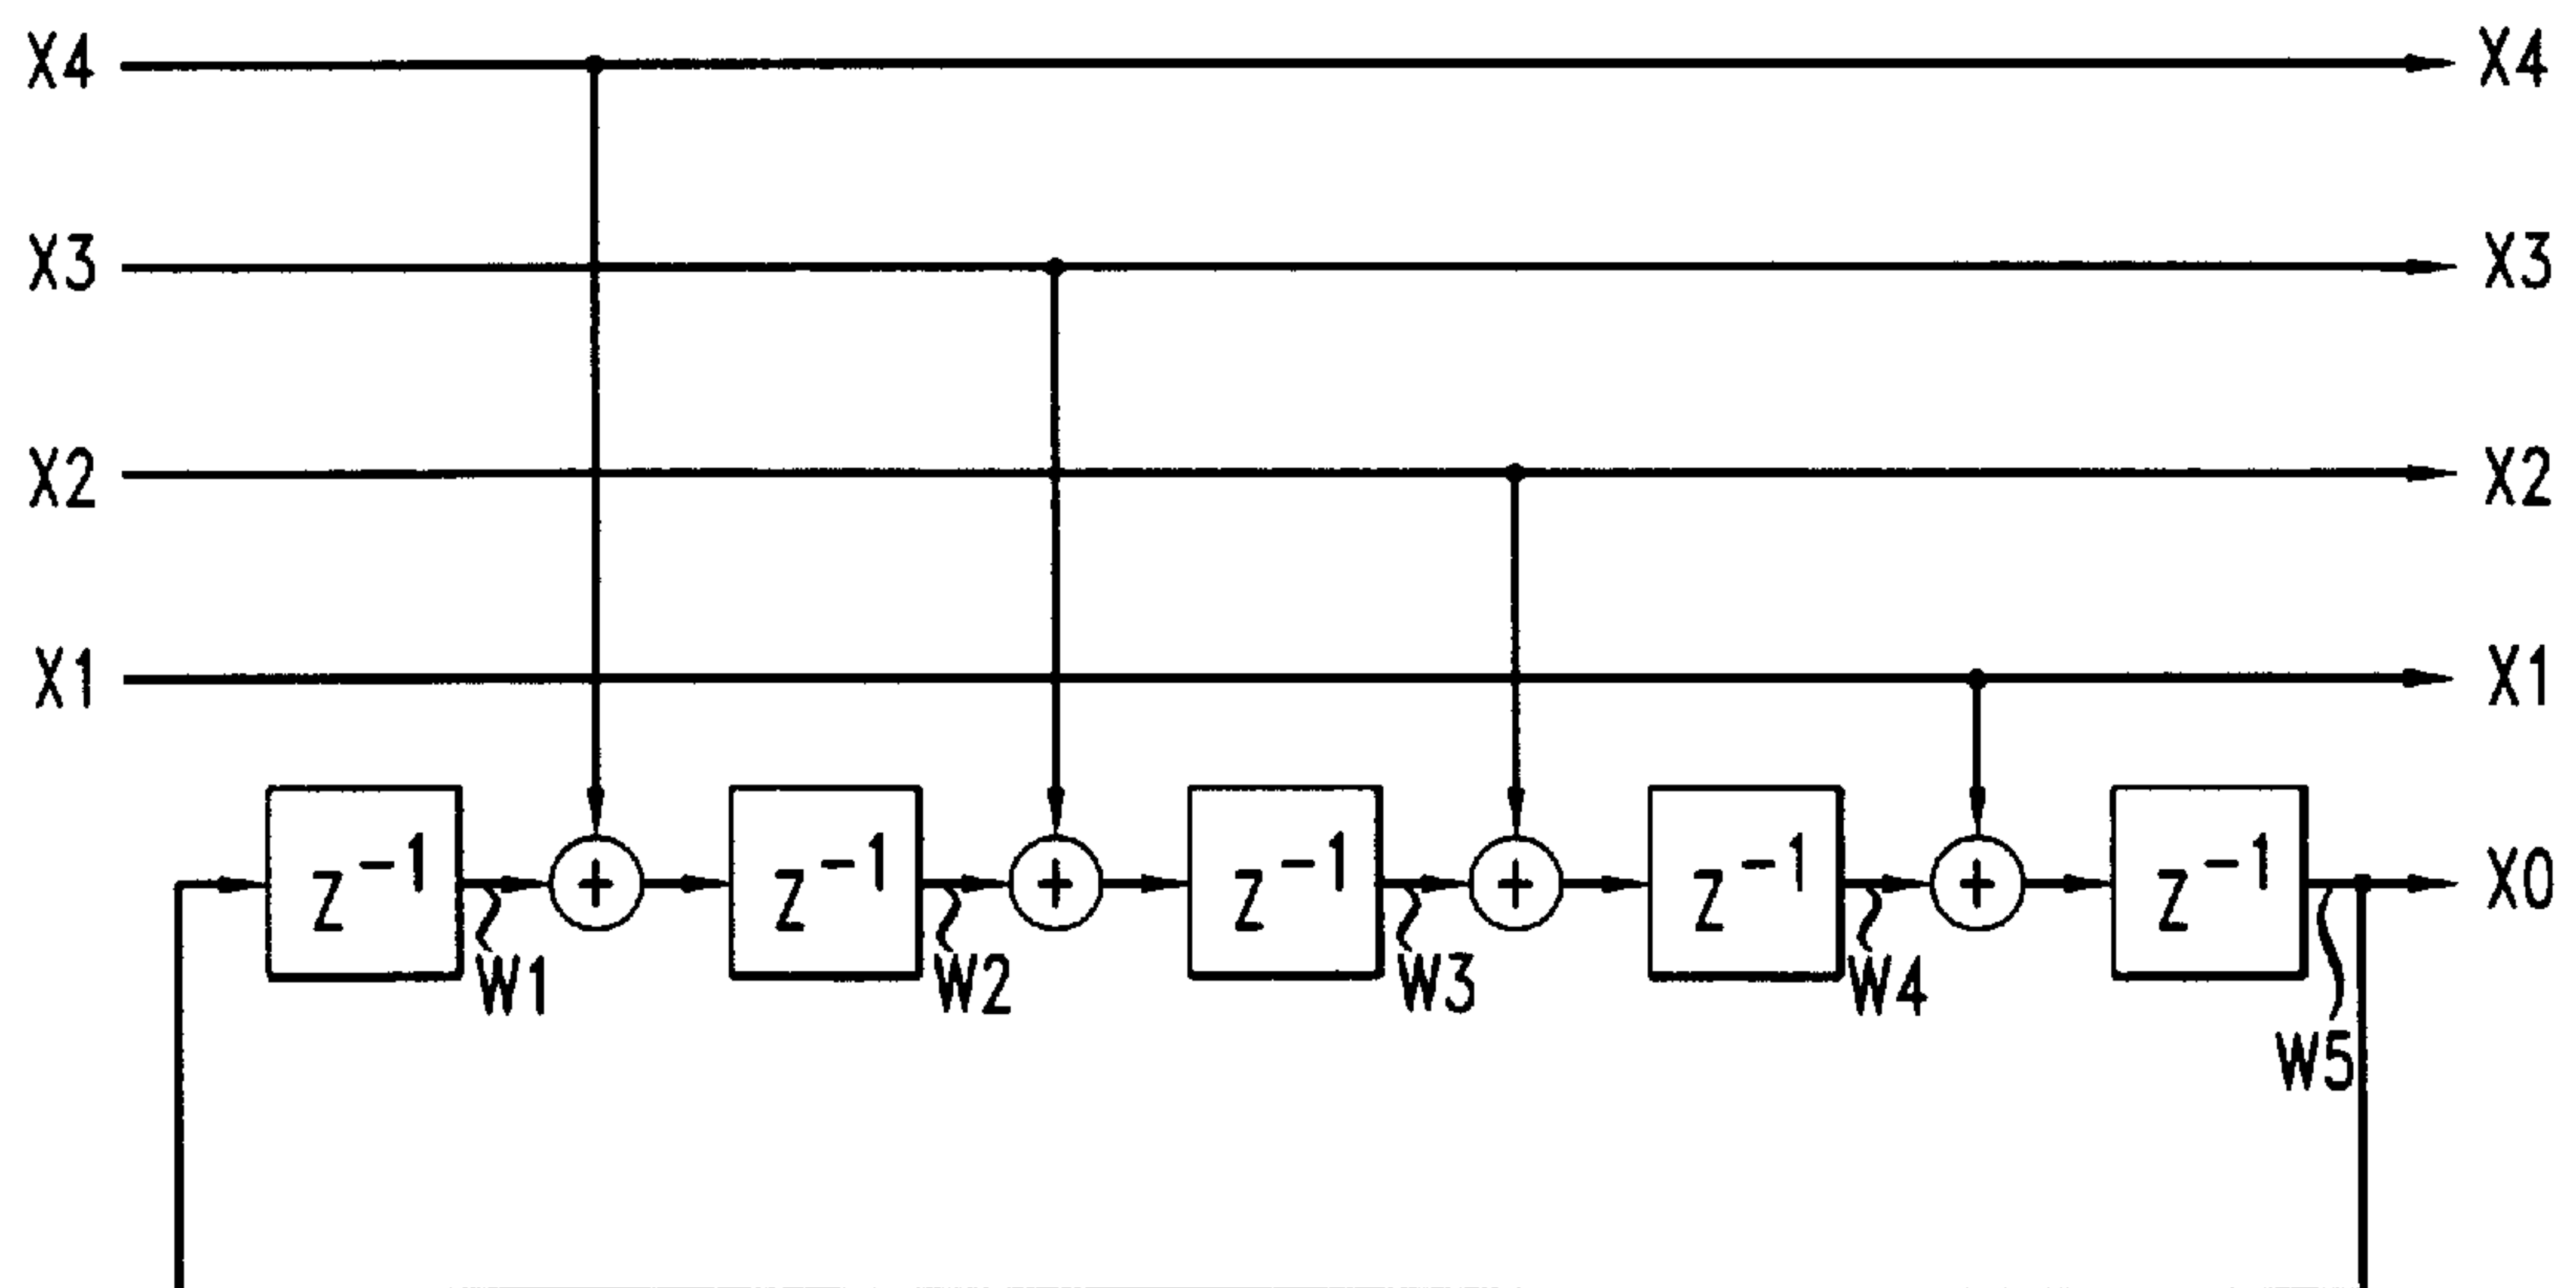 X4 X4
X3 X3
X2 X2
X1 X1
z⁻¹ + z⁻¹ + z⁻¹ + z⁻¹ + z⁻¹ X0
W1 W2 W3 W4
W5